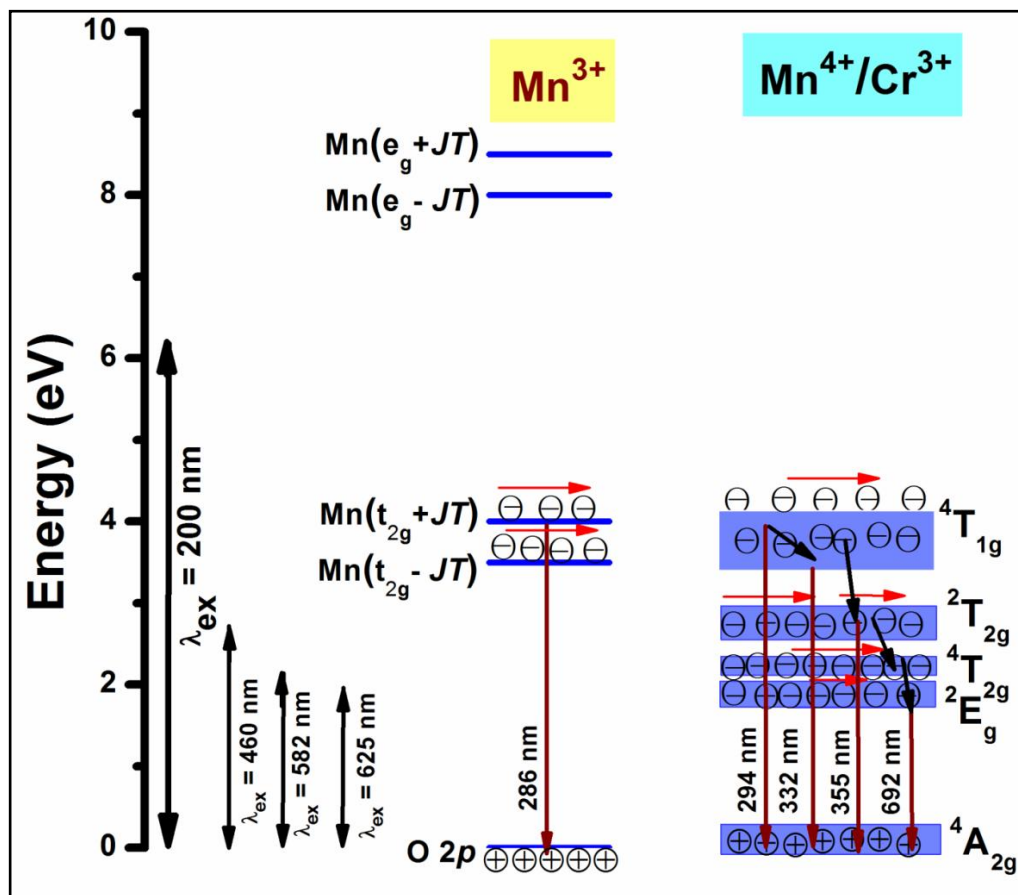 Energy (eV)
10
8
6
4
2
0
λex = 200 nm
λex = 460 nm
λex = 582 nm
λex = 625 nm
Mn3+
Mn(eg+JT)
Mn(eg- JT)
Mn(t2g+JT)
Mn(t2g- JT)
286 nm
O 2p
Mn4+/Cr3+
4T1g
2T2g
4T2g
2Eg
294 nm
332 nm
355 nm
692 nm
4A2g